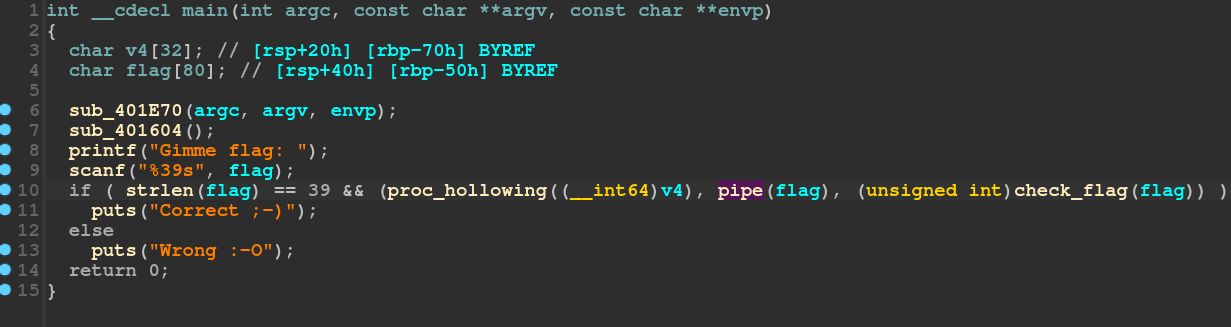 1 int __cdecl main(int argc, const char **argv, const char **envp)
2 {
3 char v4[32]; // [rsp+20h] [rbp-70h] BYREF
4 char flag[80]; // [rsp+40h] [rbp-50h] BYREF
5
6 sub_401E70(argc, argv, envp);
7 sub_401604();
8 printf("Gimme flag: ");
9 scanf("%39s", flag);
10 if ( strlen(flag) == 39 && (proc_hollowing((__int64)v4), pipe(flag), (unsigned int)check_flag(flag)) )
11 puts("Correct ;-)");
12 else
13 puts("Wrong :-O");
14 return 0;
15 }